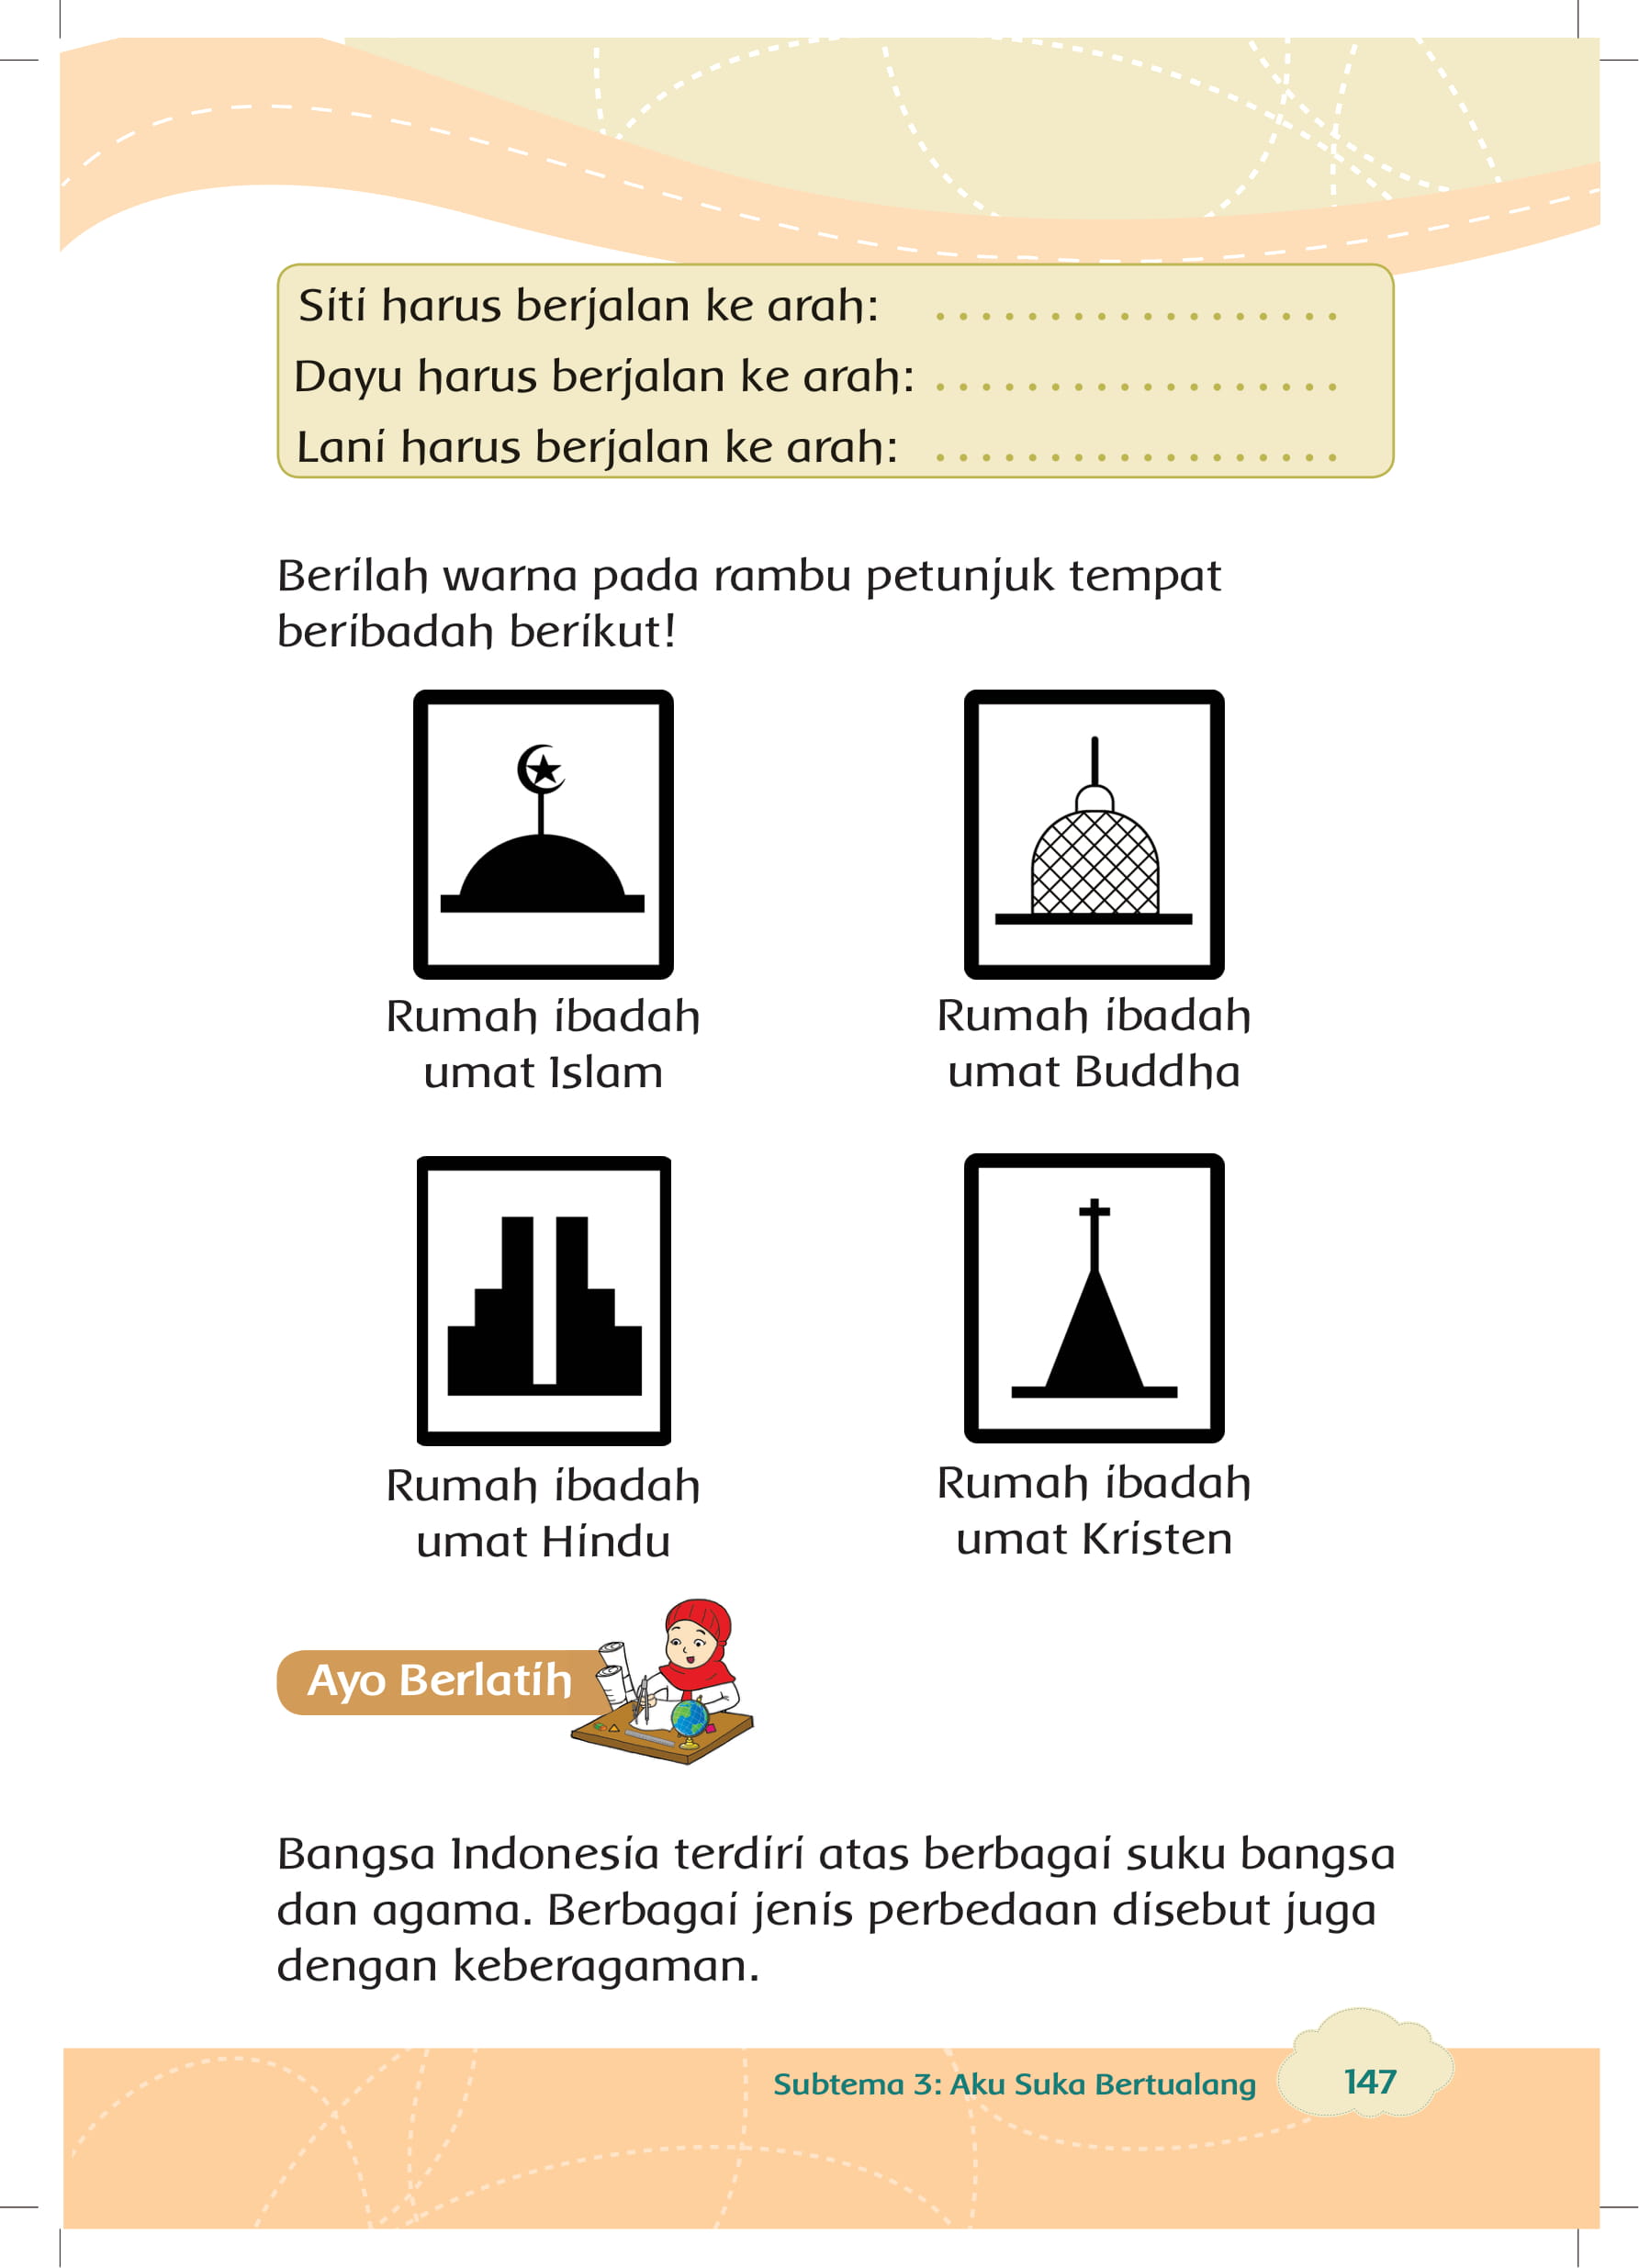 Siti harus berjalan ke arah: ..................
Dayu harus berjalan ke arah: ..................
Lani harus berjalan ke arah: ..................
Berilah warna pada rambu petunjuk tempat
beribadah berikut!
Rumah ibadah
umat Islam
Rumah ibadah
umat Buddha
Rumah ibadah
umat Hindu
Rumah ibadah
umat Kristen
Ayo Berlatih
Bangsa Indonesia terdiri atas berbagai suku bangsa
dan agama. Berbagai jenis perbedaan disebut juga
dengan keberagaman.
Subtema 3: Aku Suka Bertualang 147